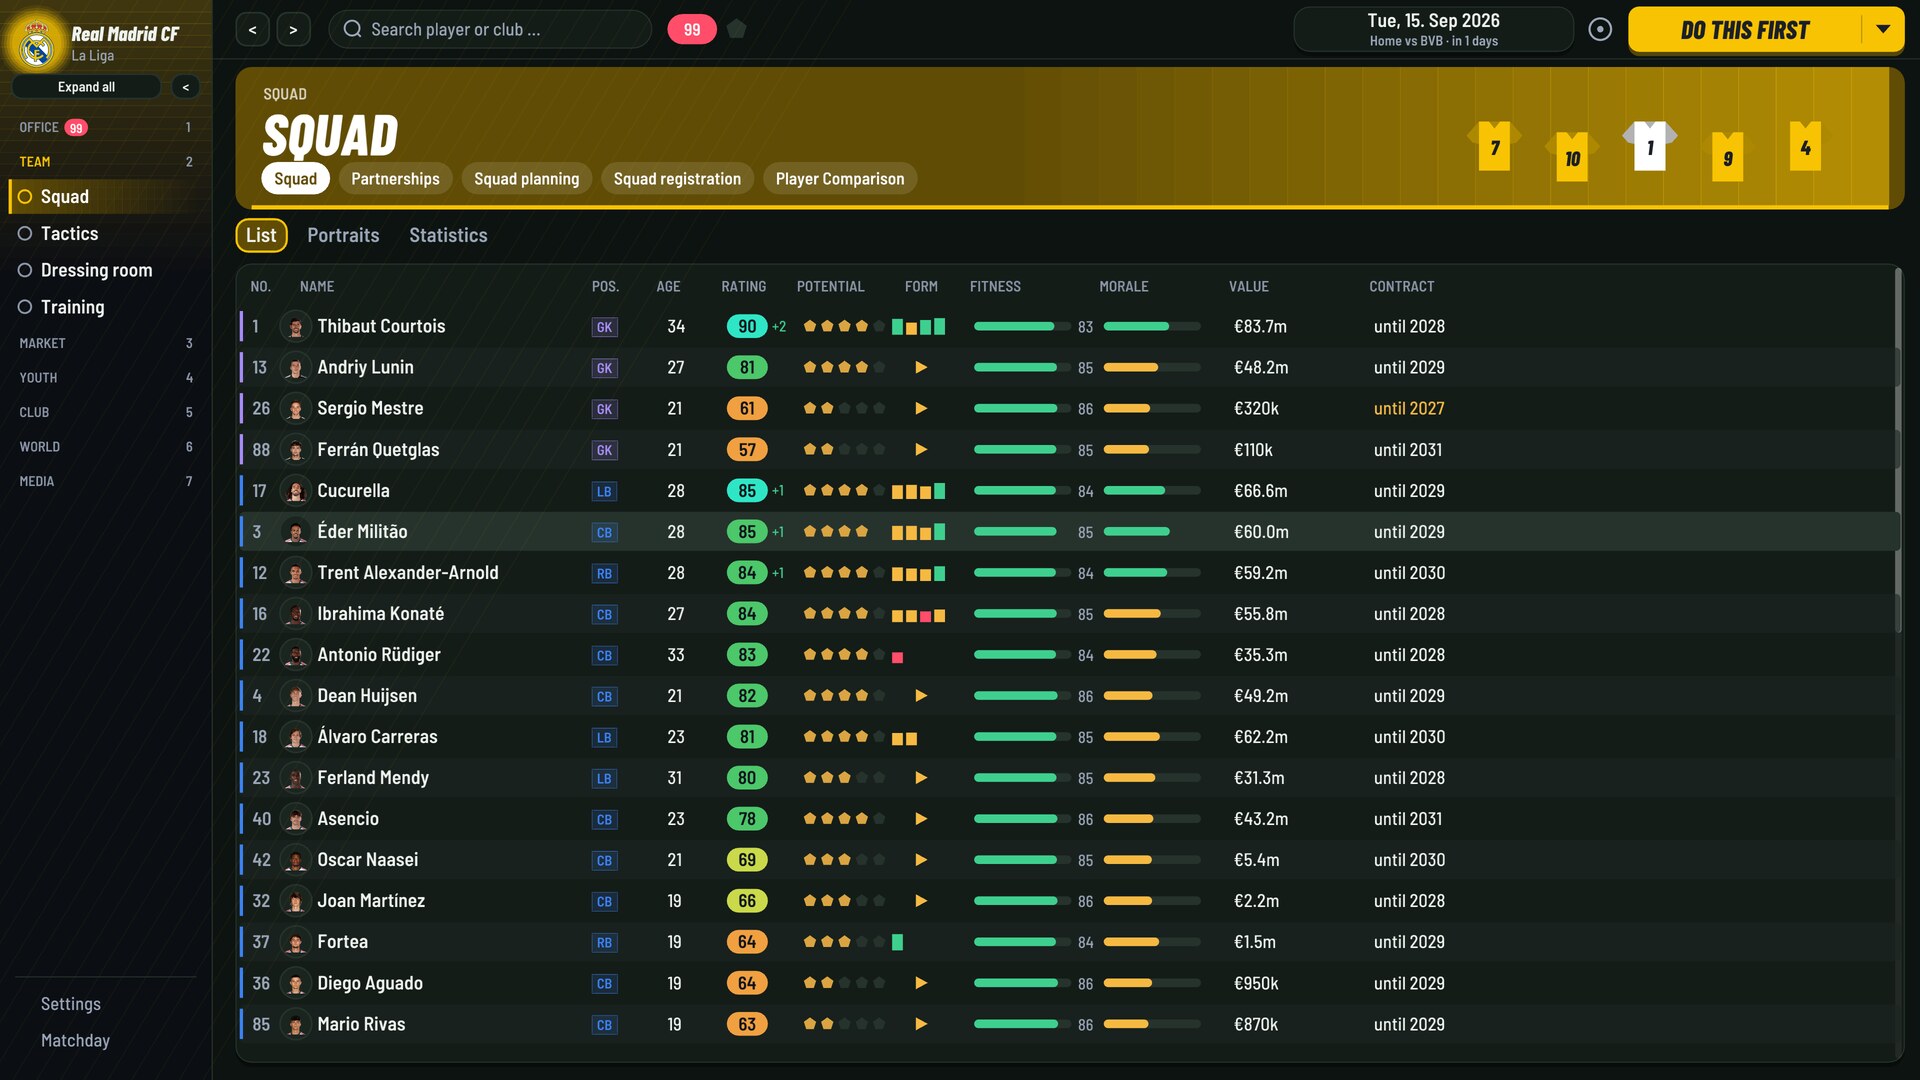 Real Madrid CF
La Liga
Expand all
<
OFFICE 99 1
TEAM 2
Squad
Tactics
Dressing room
Training
MARKET 3
YOUTH 4
CLUB 5
WORLD 6
MEDIA 7
Settings
Matchday
< > Search player or club ... 99
Tue, 15. Sep 2026
Home vs BVB · in 1 days
DO THIS FIRST
SQUAD
SQUAD
7 10 1 9 4
Squad Partnerships Squad planning Squad registration Player Comparison
List Portraits Statistics
NO. NAME POS. AGE RATING POTENTIAL FORM FITNESS MORALE VALUE CONTRACT
1 Thibaut Courtois GK 34 90 +2 83 €83.7m until 2028
13 Andriy Lunin GK 27 81 85 €48.2m until 2029
26 Sergio Mestre GK 21 61 86 €320k until 2027
88 Ferrán Quetglas GK 21 57 85 €110k until 2031
17 Cucurella LB 28 85 +1 84 €66.6m until 2029
3 Éder Militão CB 28 85 +1 85 €60.0m until 2029
12 Trent Alexander-Arnold RB 28 84 +1 84 €59.2m until 2030
16 Ibrahima Konaté CB 27 84 85 €55.8m until 2028
22 Antonio Rüdiger CB 33 83 84 €35.3m until 2028
4 Dean Huijsen CB 21 82 86 €49.2m until 2029
18 Álvaro Carreras LB 23 81 85 €62.2m until 2030
23 Ferland Mendy LB 31 80 85 €31.3m until 2028
40 Asencio CB 23 78 86 €43.2m until 2031
42 Oscar Naasei CB 21 69 85 €5.4m until 2030
32 Joan Martínez CB 19 66 86 €2.2m until 2028
37 Fortea RB 19 64 84 €1.5m until 2029
36 Diego Aguado CB 19 64 86 €950k until 2029
85 Mario Rivas CB 19 63 86 €870k until 2029